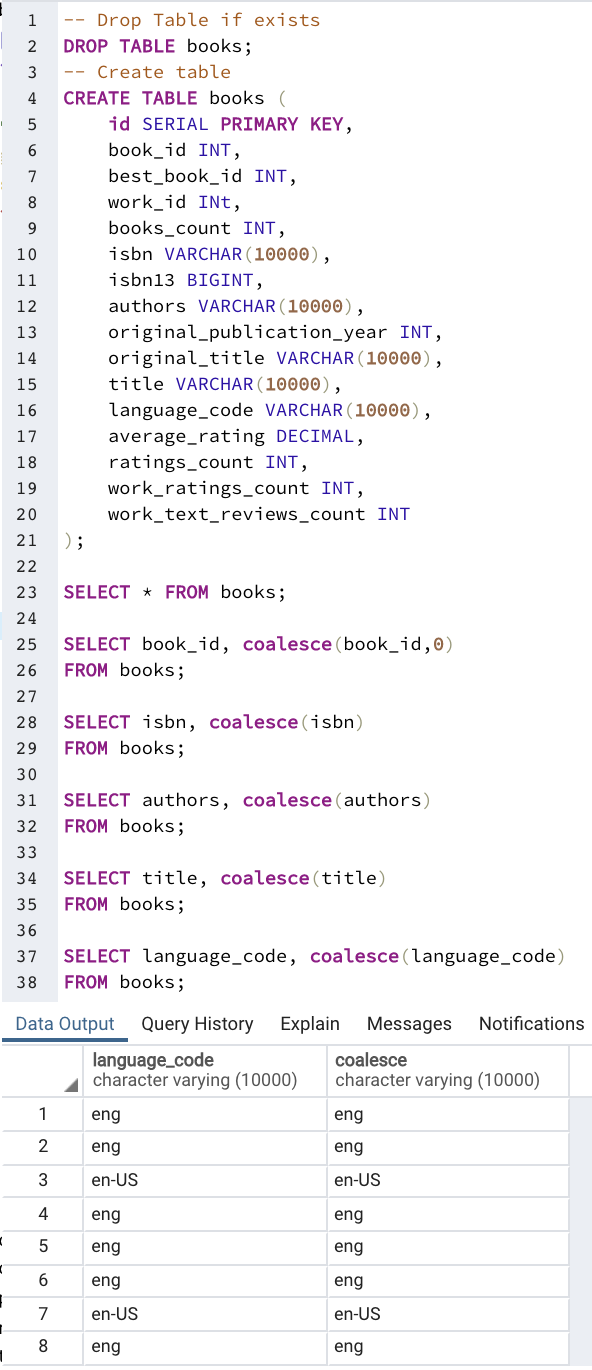 1 -- Drop Table if exists
2 DROP TABLE books;
3 -- Create table
4 CREATE TABLE books (
5 id SERIAL PRIMARY KEY,
6 book_id INT,
7 best_book_id INT,
8 work_id INt,
9 books_count INT,
10 isbn VARCHAR(10000),
11 isbn13 BIGINT,
12 authors VARCHAR(10000),
13 original_publication_year INT,
14 original_title VARCHAR(10000),
15 title VARCHAR(10000),
16 language_code VARCHAR(10000),
17 average_rating DECIMAL,
18 ratings_count INT,
19 work_ratings_count INT,
20 work_text_reviews_count INT
21 );
22
23 SELECT * FROM books;
24
25 SELECT book_id, coalesce(book_id,0)
26 FROM books;
27
28 SELECT isbn, coalesce(isbn)
29 FROM books;
30
31 SELECT authors, coalesce(authors)
32 FROM books;
33
34 SELECT title, coalesce(title)
35 FROM books;
36
37 SELECT language_code, coalesce(language_code)
38 FROM books;
Data Output Query History Explain Messages Notifications
language_code coalesce
character varying (10000) character varying (10000)
1 eng eng
2 eng eng
3 en-US en-US
4 eng eng
5 eng eng
6 eng eng
7 en-US en-US
8 eng eng